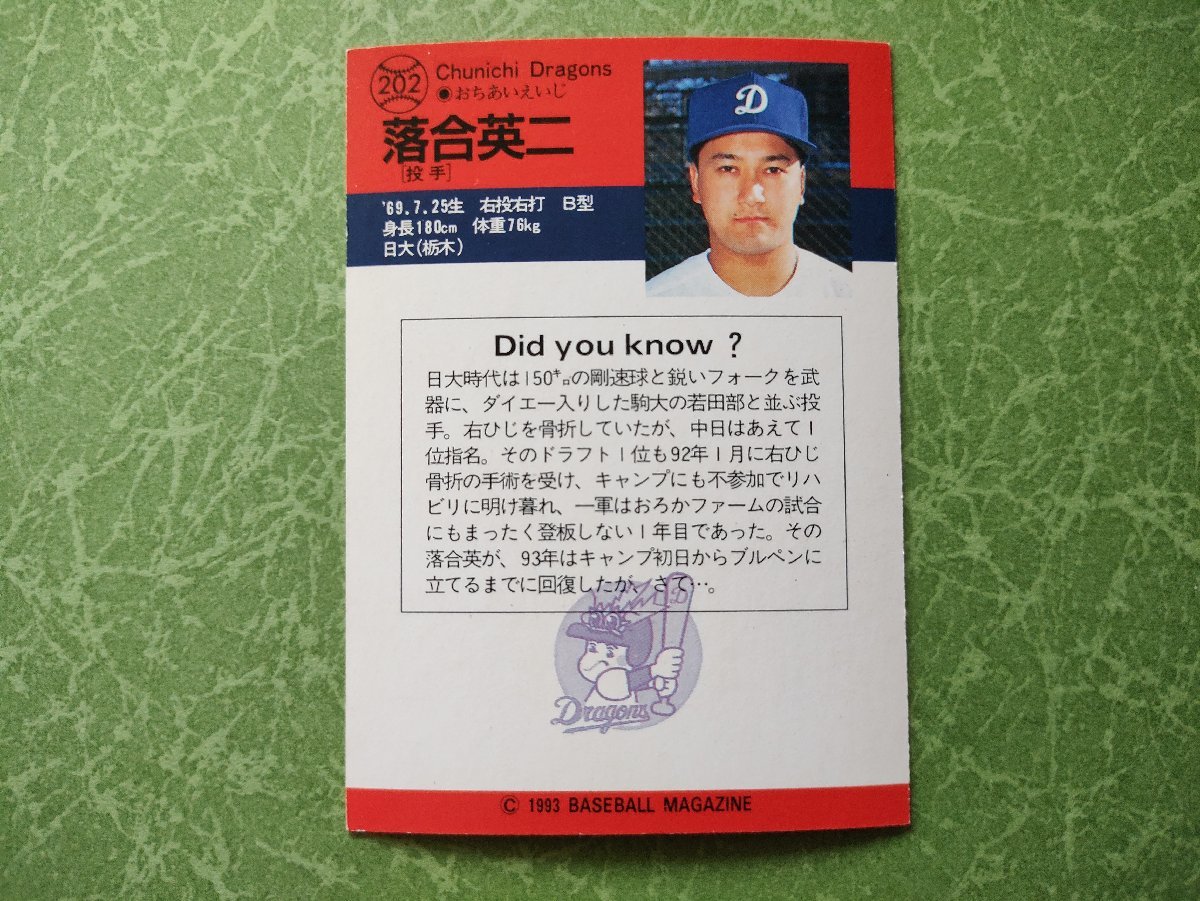 202
Chunichi Dragons
●おちあいえいじ
落合英二
[投手]
D
'69.7.25生 右投右打 B型
身長180cm 体重76kg
日大(栃木)
Did you know ?
日大時代は150㌔の剛速球と鋭いフォークを武
器に、ダイエー入りした駒大の若田部と並ぶ投
手。右ひじを骨折していたが、中日はあえて1
位指名。そのドラフト1位も92年1月に右ひじ
骨折の手術を受け、キャンプにも不参加でリハ
ビリに明け暮れ、一軍はおろかファームの試合
にもまったく登板しない1年目であった。その
落合英が、93年はキャンプ初日からブルペンに
立てるまでに回復したが、さて…。
D
Dragons
© 1993 BASEBALL MAGAZINE